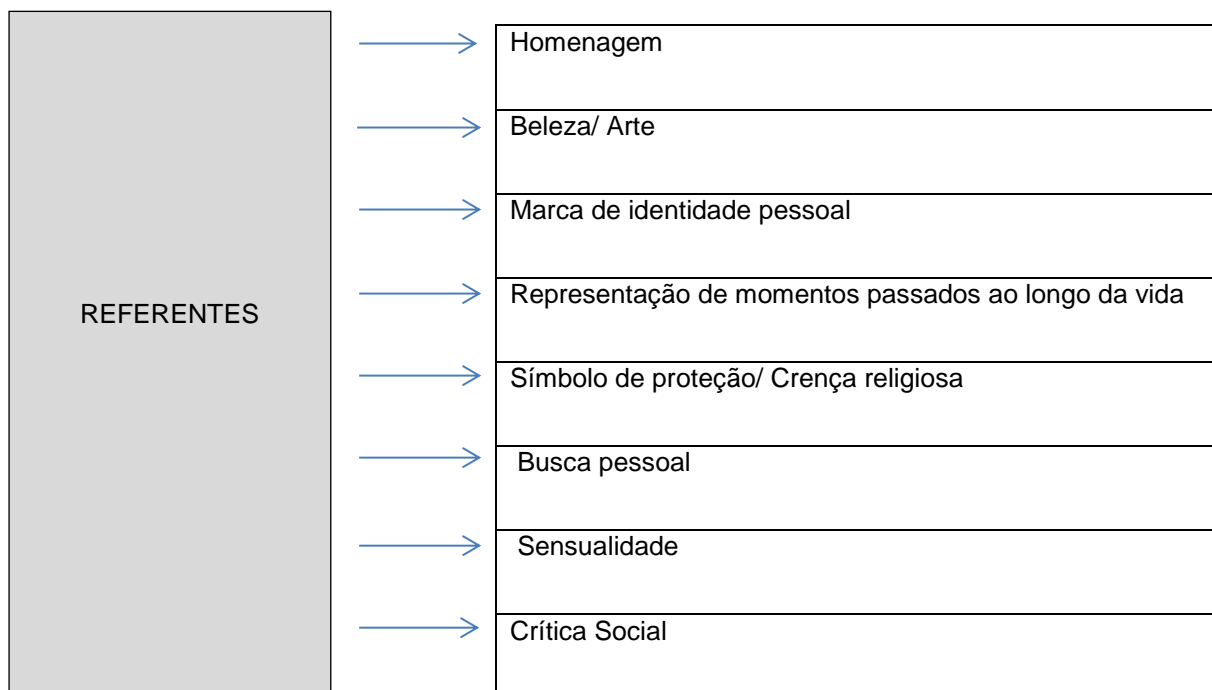 REFERENTES
Homenagem
Beleza/ Arte
Marca de identidade pessoal
Representação de momentos passados ao longo da vida
Símbolo de proteção/ Crença religiosa
Busca pessoal
Sensualidade
Crítica Social